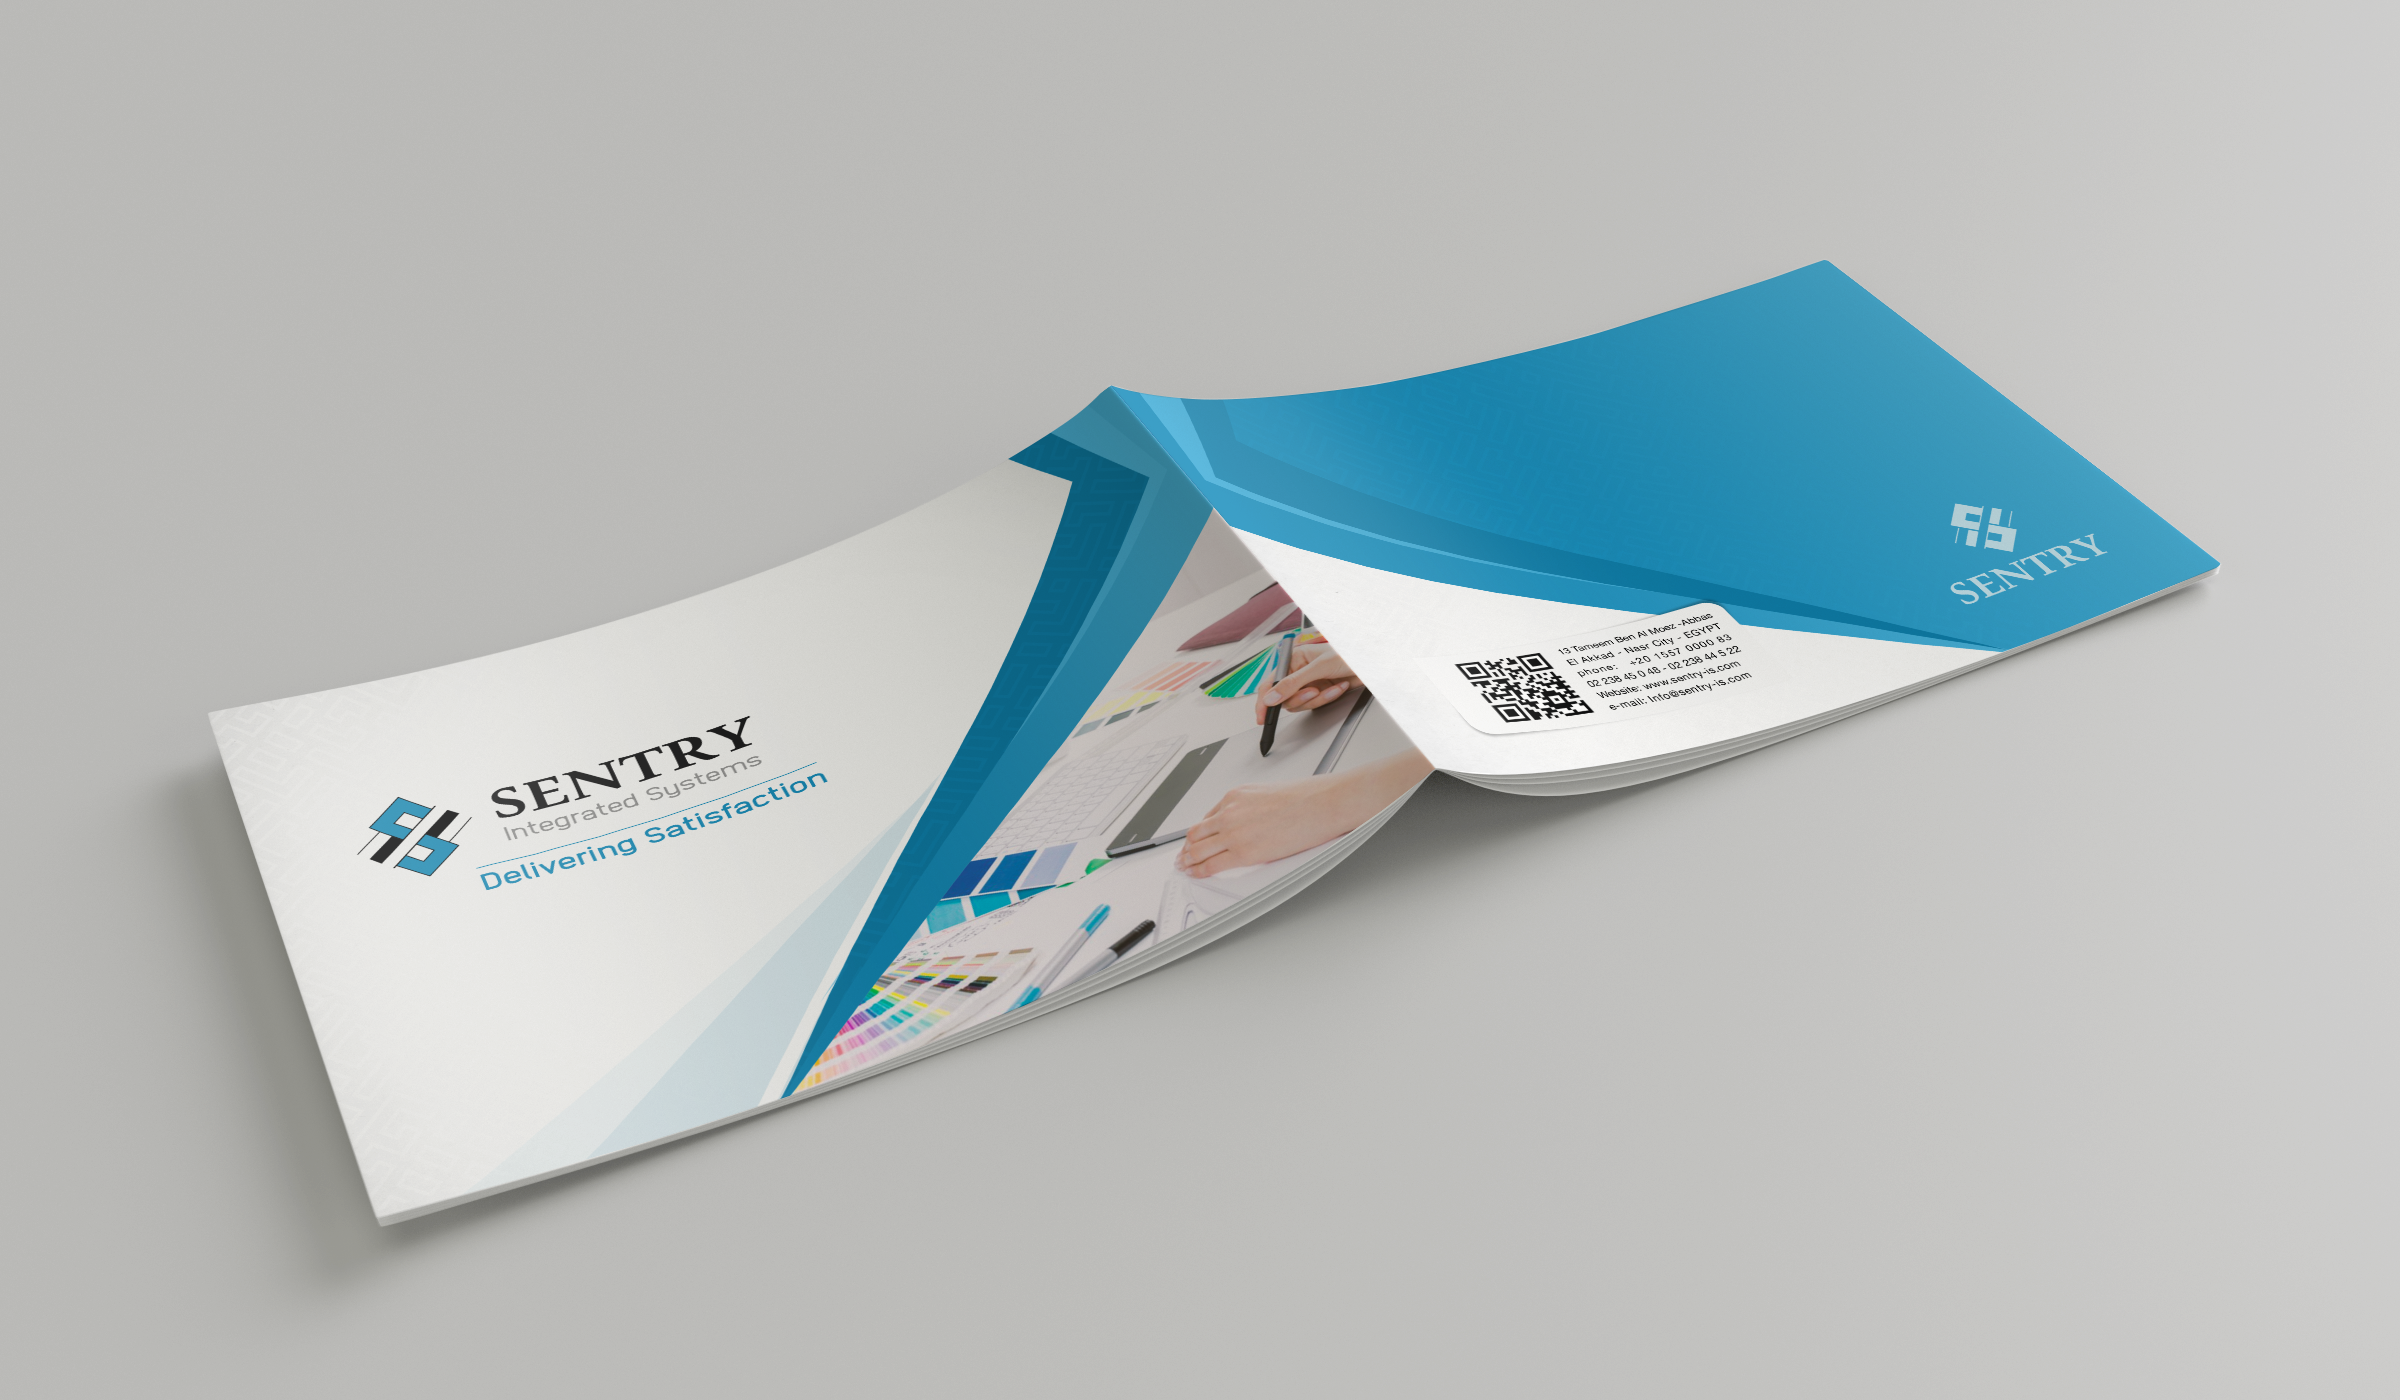 SENTRY
Integrated Systems
Delivering Satisfaction
13 Tameem Ben Al Moez -Abbas
El Akkad - Nasr City - EGYPT
phone: +20 1557 0000 83
02 238 45 0 48 - 02 238 44 5 22
Website: www.sentry-is.com
e-mail: Info@sentry-is.com
SENTRY